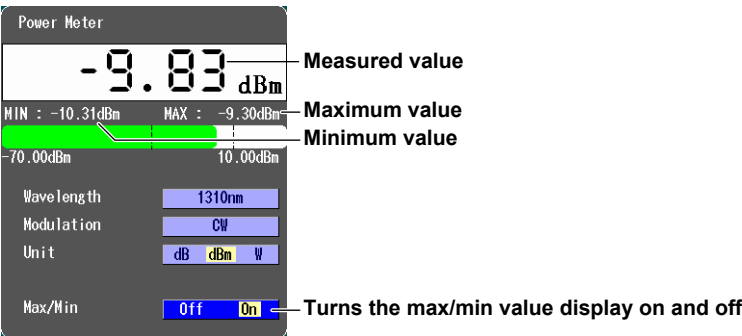 Power Meter
-9.83 dBm
Measured value
MIN : -10.31dBm MAX : -9.30dBm
Maximum value
Minimum value
-70.00dBm 10.00dBm
Wavelength 1310nm
Modulation CW
Unit dB dBm W
Max/Min Off On
Turns the max/min value display on and off